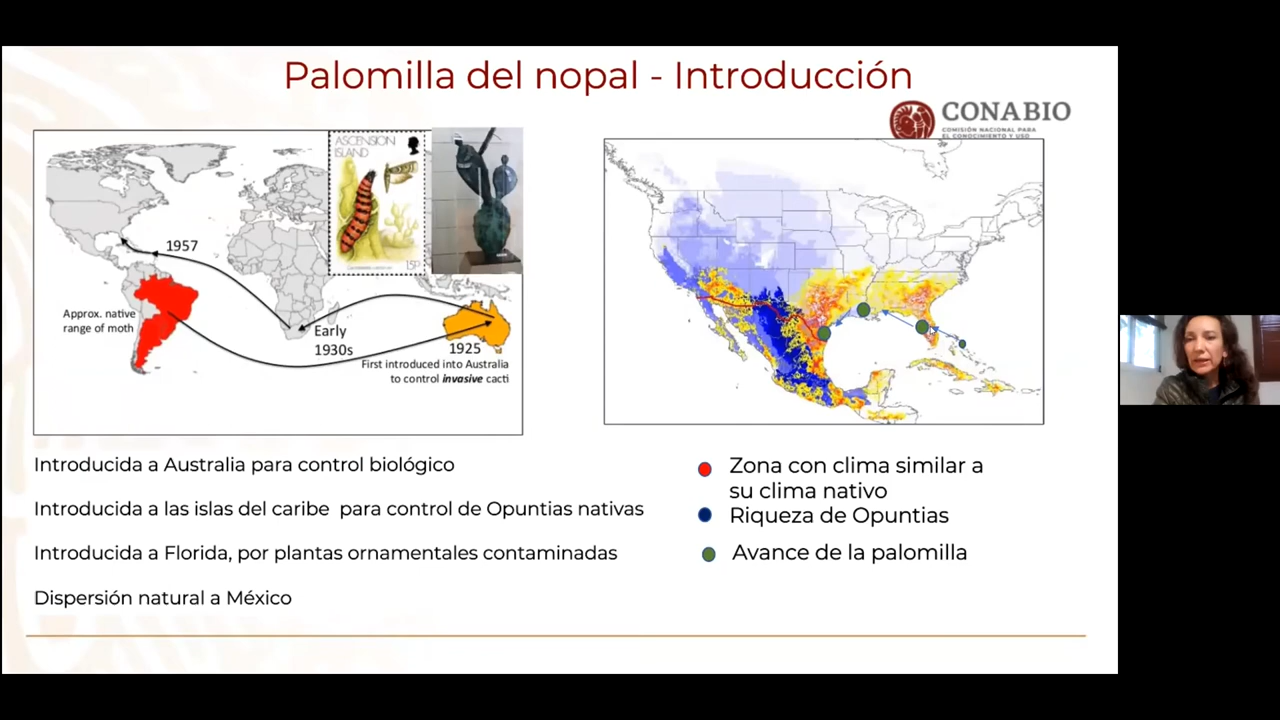 Palomilla del nopal - Introducción
CONABIO
COMISIÓN NACIONAL PARA
EL CONOCIMIENTO Y USO
ASCENSION
ISLAND
15P
1957
Approx. native
range of moth
Early
1930s
1925
First introduced into Australia
to control invasive cacti
Introducida a Australia para control biológico
Introducida a las islas del caribe para control de Opuntias nativas
Introducida a Florida, por plantas ornamentales contaminadas
Dispersión natural a México
Zona con clima similar a
su clima nativo
Riqueza de Opuntias
Avance de la palomilla